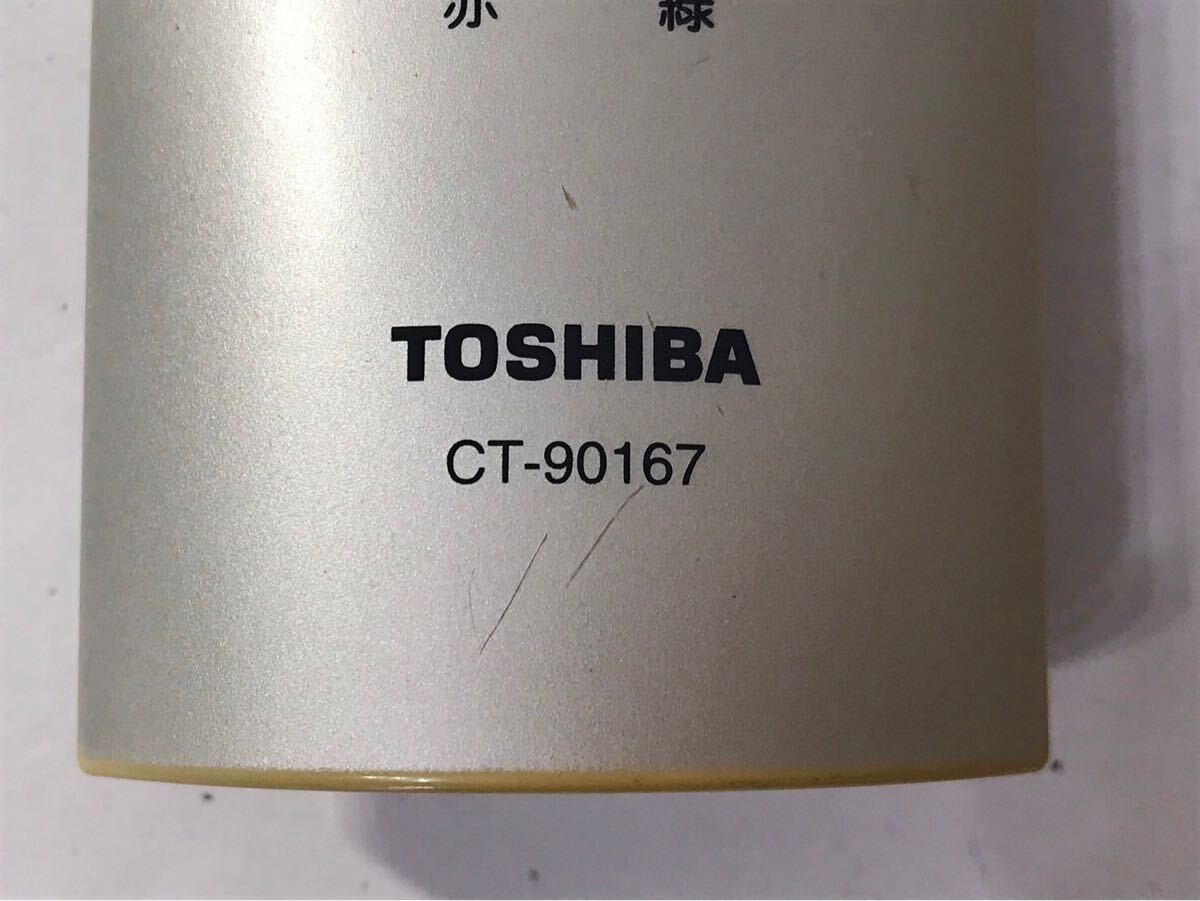 赤 緑
TOSHIBA
CT-90167